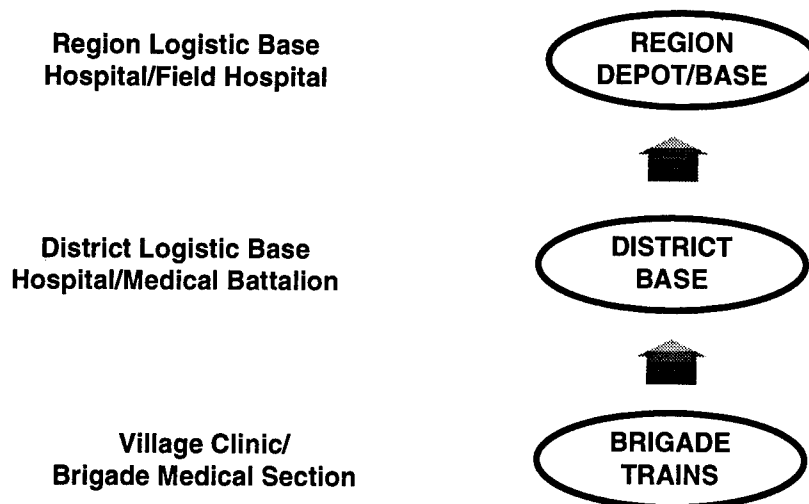 Region Logistic Base
Hospital/Field Hospital
REGION
DEPOT/BASE
District Logistic Base
Hospital/Medical Battalion
DISTRICT
BASE
Village Clinic/
Brigade Medical Section
BRIGADE
TRAINS